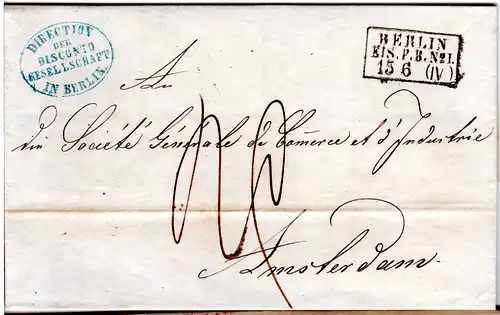 DIRECTION
DER
DISCONTO
GESELLSCHAFT
IN BERLIN.
BERLIN
EIS. P. B. No I.
15 6 (IV)
An
die Société Générale de Commerce et d'Industrie
Amsterdam.